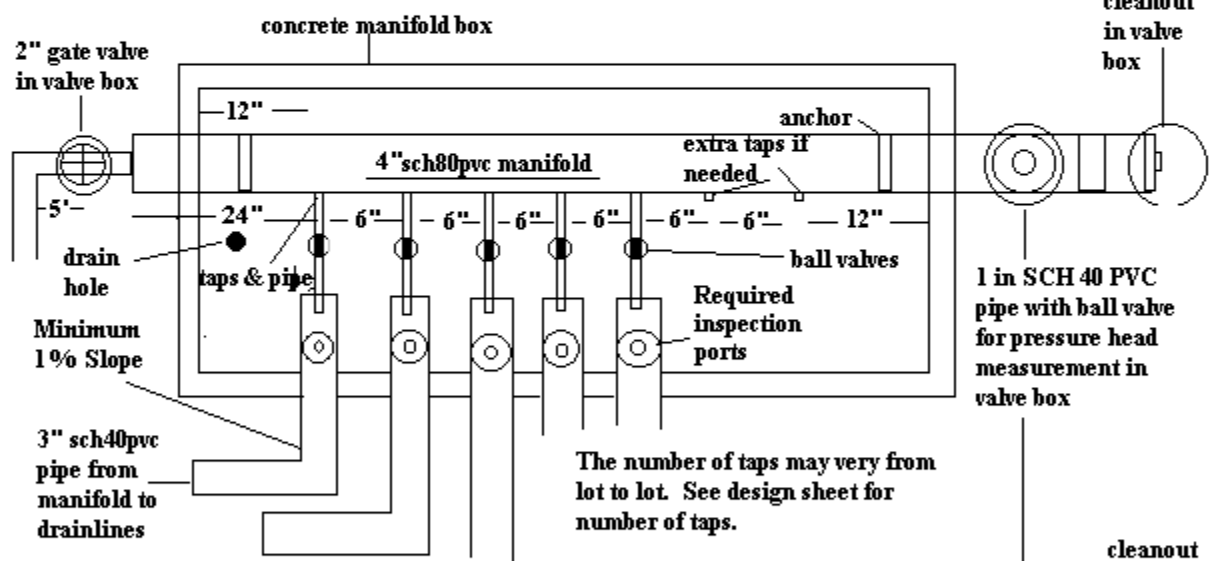 concrete manifold box
cleanout
in valve
box
2" gate valve
in valve box
12"
anchor
extra taps if
needed
4"sch80pvc manifold
5'
24"
6"
6"
6"
6"
6"
6"
12"
drain
hole
taps & pipe
ball valves
Minimum
1% Slope
Required
inspection
ports
1 in SCH 40 PVC
pipe with ball valve
for pressure head
measurement in
valve box
3" sch40pvc
pipe from
manifold to
drainlines
The number of taps may very from
lot to lot. See design sheet for
number of taps.
cleanout